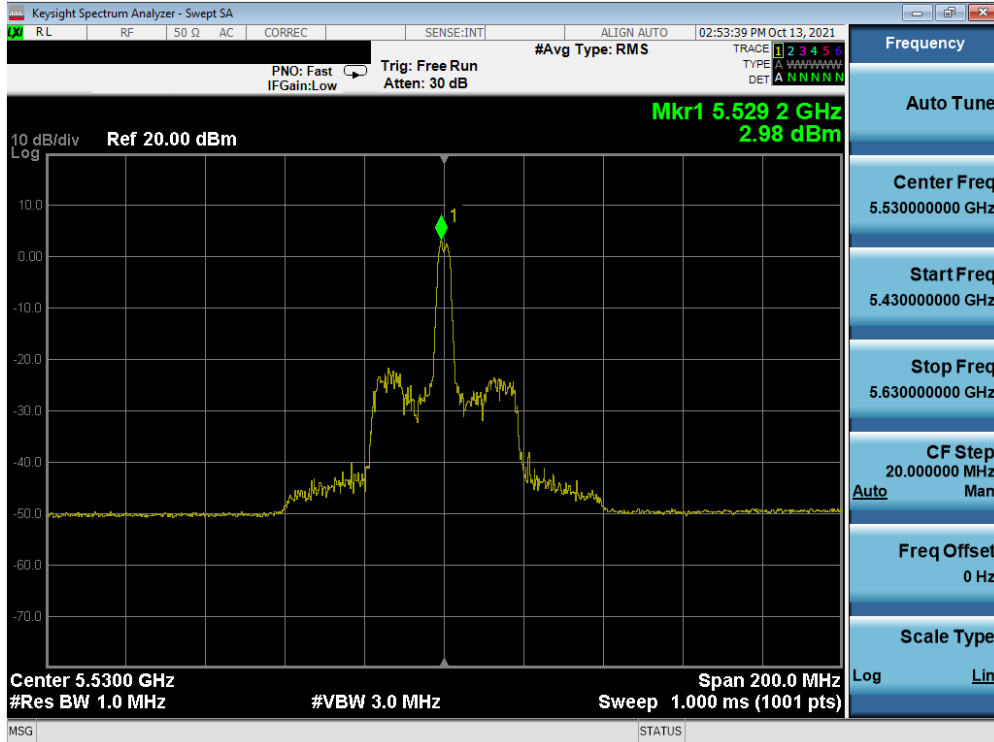 Keysight Spectrum Analyzer - Swept SA
LXI RL RF 50 Ω AC CORREC SENSE:INT ALIGN AUTO 02:53:39 PM Oct 13, 2021
PNO: Fast
IFGain:Low
Trig: Free Run
Atten: 30 dB
#Avg Type: RMS
TRACE 1 2 3 4 5 6
TYPE A WWWWW
DET A N N N N N
Mkr1 5.529 2 GHz
2.98 dBm
10 dB/div Ref 20.00 dBm
Log
1
10.0
0.00
-10.0
-20.0
-30.0
-40.0
-50.0
-60.0
-70.0
Center 5.5300 GHz Span 200.0 MHz
#Res BW 1.0 MHz #VBW 3.0 MHz Sweep 1.000 ms (1001 pts)
MSG STATUS
Frequency
Auto Tune
Center Freq
5.530000000 GHz
Start Freq
5.430000000 GHz
Stop Freq
5.630000000 GHz
CF Step
20.000000 MHz
Auto Man
Freq Offset
0 Hz
Scale Type
Log Lin